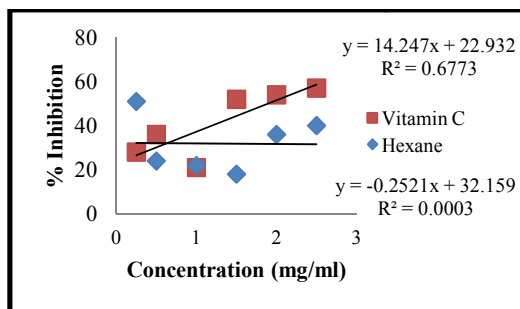 80
60
40
20
0
0
1
2
3
% Inhibition
Concentration (mg/ml)
y = 14.247x + 22.932
R² = 0.6773
Vitamin C
Hexane
y = -0.2521x + 32.159
R² = 0.0003